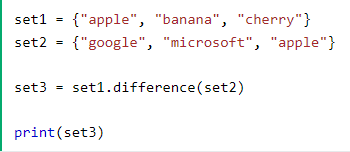 set1 = {"apple", "banana", "cherry"}
set2 = {"google", "microsoft", "apple"}
set3 = set1.difference(set2)
print(set3)